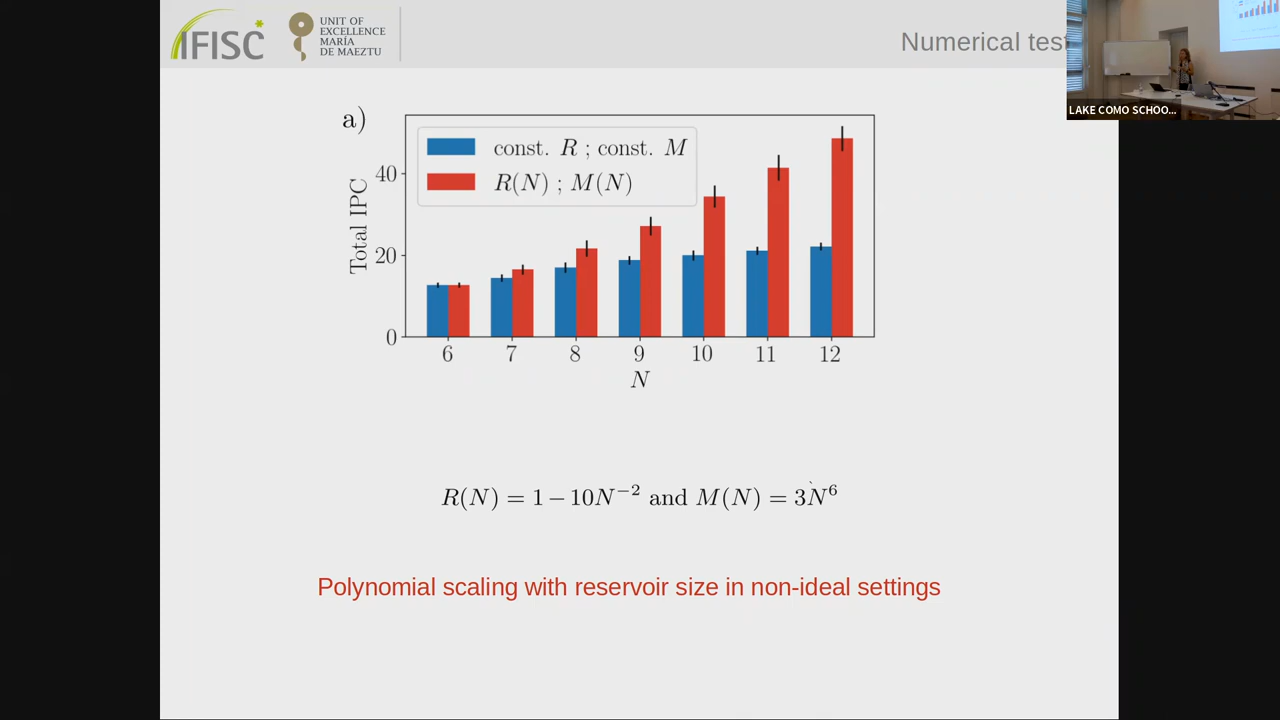 IFISC
UNIT OF
EXCELLENCE
MARÍA
DE MAEZTU
Numerical tes
LAKE COMO SCHOO...
a)
const. R ; const. M
R(N) ; M(N)
Total IPC
40
20
0
6 7 8 9 10 11 12
N
R(N) = 1 − 10N⁻² and M(N) = 3N⁶
Polynomial scaling with reservoir size in non-ideal settings